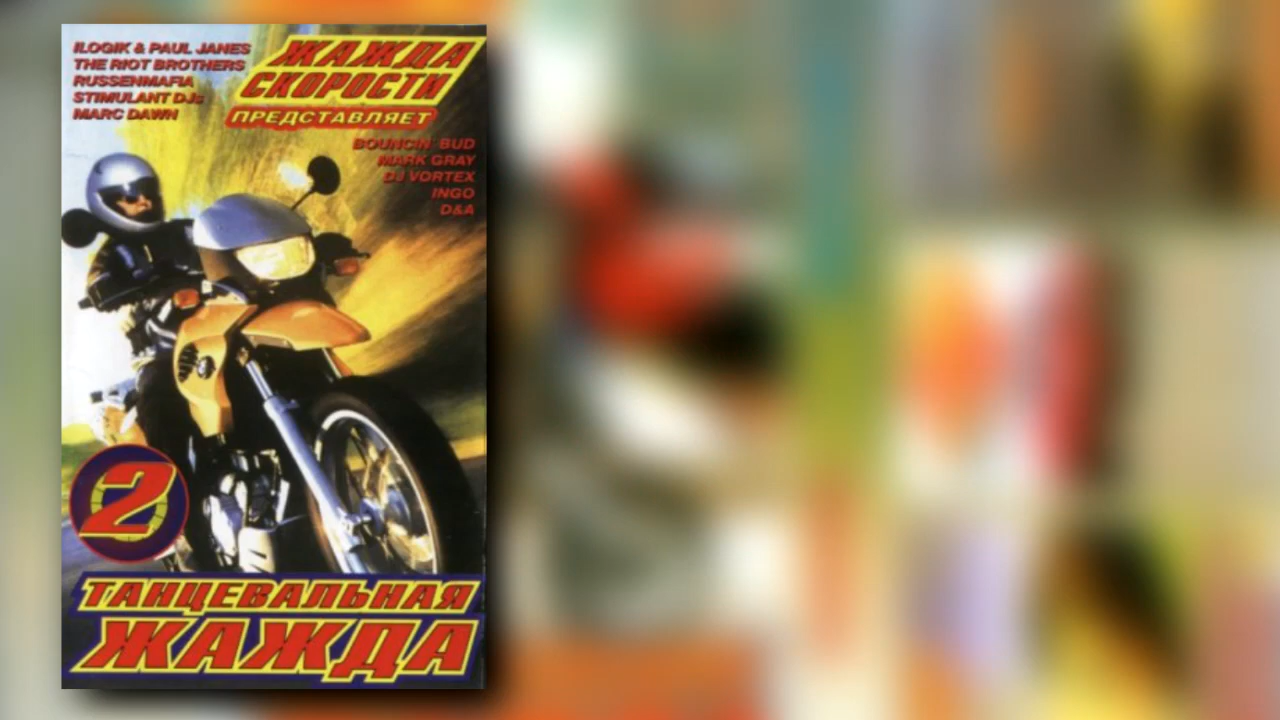 ILOGIK & PAUL JANES
THE RIOT BROTHERS
RUSSENMAFIA
STIMULANT DJs
MARC DAWN
ЖАЖДА
СКОРОСТИ
ПРЕДСТАВЛЯЕТ
BOUNCIN' BUD
MARK GRAY
DJ VORTEX
INGO
D&A
2
ТАНЦЕВАЛЬНАЯ
ЖАЖДА